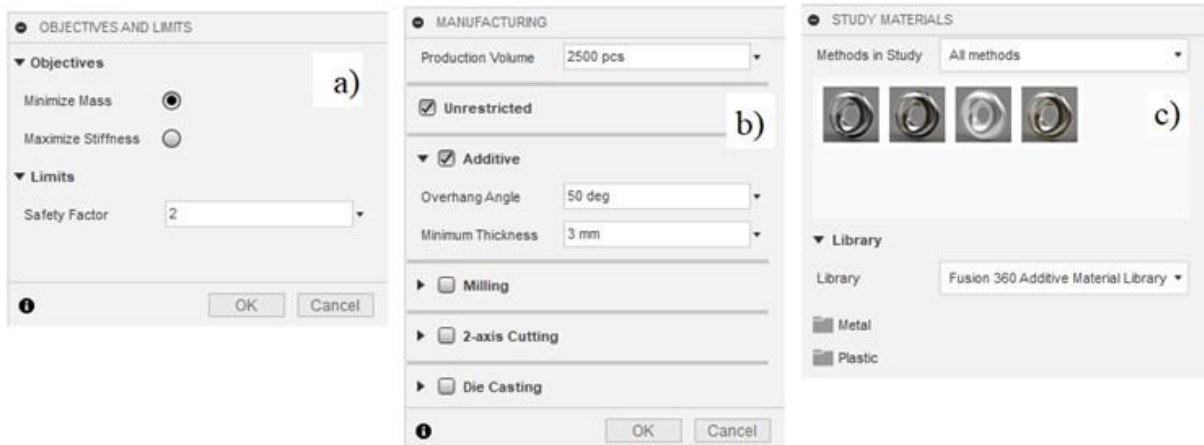 OBJECTIVES AND LIMITS
Objectives
a)
Minimize Mass
Maximize Stiffness
Limits
Safety Factor 2
OK Cancel
MANUFACTURING
Production Volume 2500 pcs
Unrestricted
b)
Additive
Overhang Angle 50 deg
Minimum Thickness 3 mm
Milling
2-axis Cutting
Die Casting
OK Cancel
STUDY MATERIALS
Methods in Study All methods
c)
Library
Library Fusion 360 Additive Material Library
Metal
Plastic